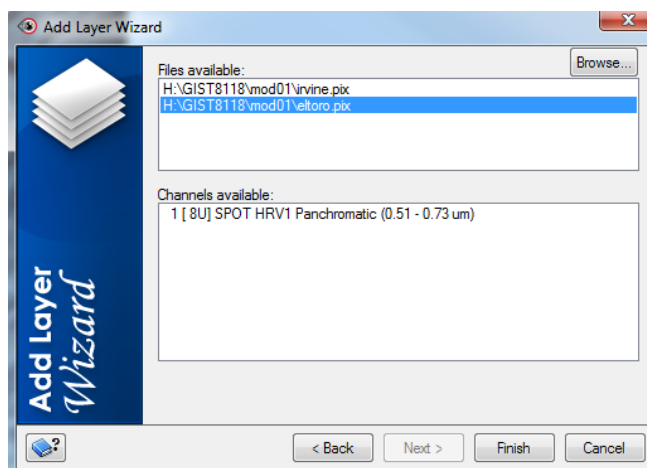 Add Layer Wizard
Browse...
Files available:
H:\GIST8118\mod01\irvine.pix
H:\GIST8118\mod01\eltoro.pix
Channels available:
1 [ 8U] SPOT HRV1 Panchromatic (0.51 - 0.73 um)
Add Layer
Wizard
?
< Back
Next >
Finish
Cancel